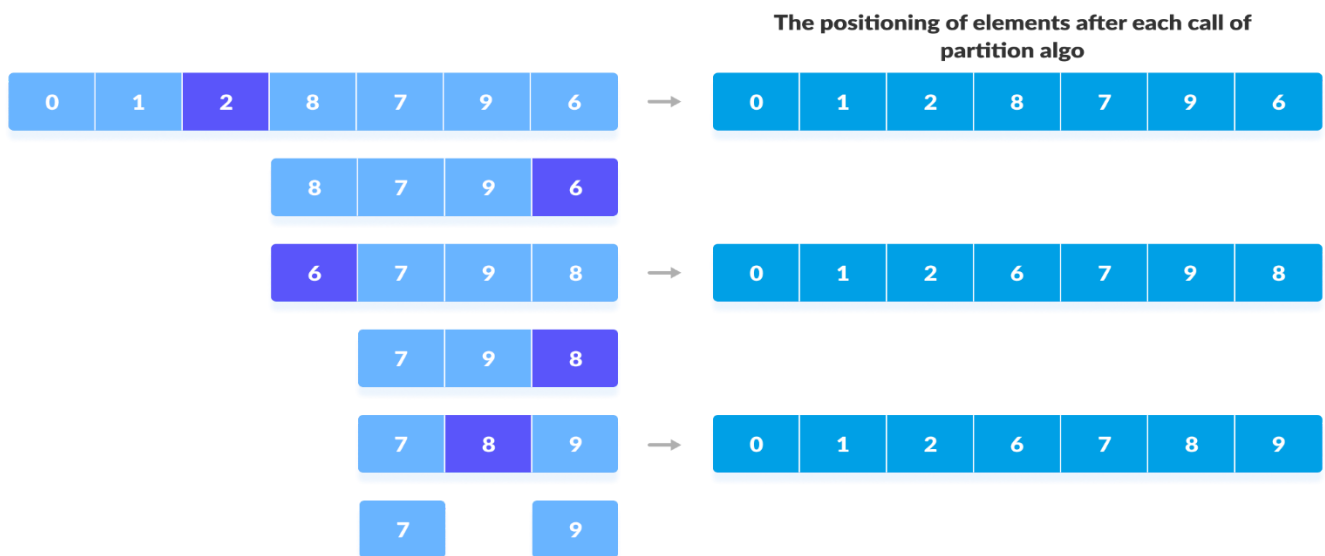 The positioning of elements after each call of
partition algo
0 1 2 8 7 9 6 → 0 1 2 8 7 9 6
8 7 9 6
6 7 9 8 → 0 1 2 6 7 9 8
7 9 8
7 8 9 → 0 1 2 6 7 8 9
7 9